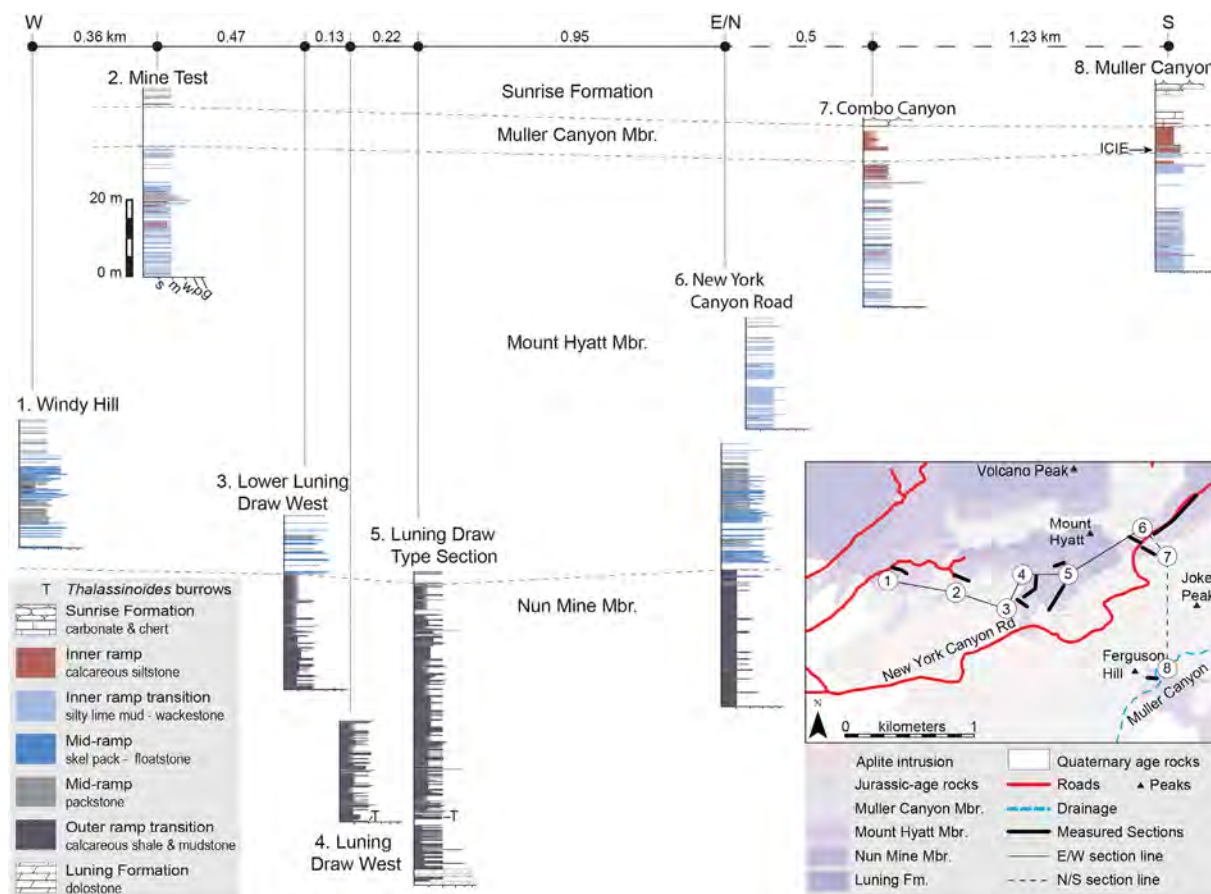 W
E/N
S
0.36 km
0.47
0.13
0.22
0.95
0.5
1.23 km
2. Mine Test
8. Muller Canyon
Sunrise Formation
7. Combo Canyon
Muller Canyon Mbr.
ICIE
20 m
0 m
s
m
w
p
g
6. New York
Canyon Road
Mount Hyatt Mbr.
1. Windy Hill
3. Lower Luning
Draw West
5. Luning Draw
Type Section
Nun Mine Mbr.
T
T
4. Luning
Draw West
T Thalassinoides burrows
Sunrise Formation
carbonate & chert
Inner ramp
calcareous siltstone
Inner ramp transition
silty lime mud - wackestone
Mid-ramp
skel pack - floatstone
Mid-ramp
packstone
Outer ramp transition
calcareous shale & mudstone
Luning Formation
dolostone
Volcano Peak
Mount
Hyatt
6
7
4
5
1
2
3
Joker
Peak
New York Canyon Rd
Ferguson
Hill
8
Muller Canyon
N
0 kilometers 1
Aplite intrusion
Jurassic-age rocks
Muller Canyon Mbr.
Mount Hyatt Mbr.
Nun Mine Mbr.
Luning Fm.
Quaternary age rocks
Roads
Peaks
Drainage
Measured Sections
E/W section line
N/S section line